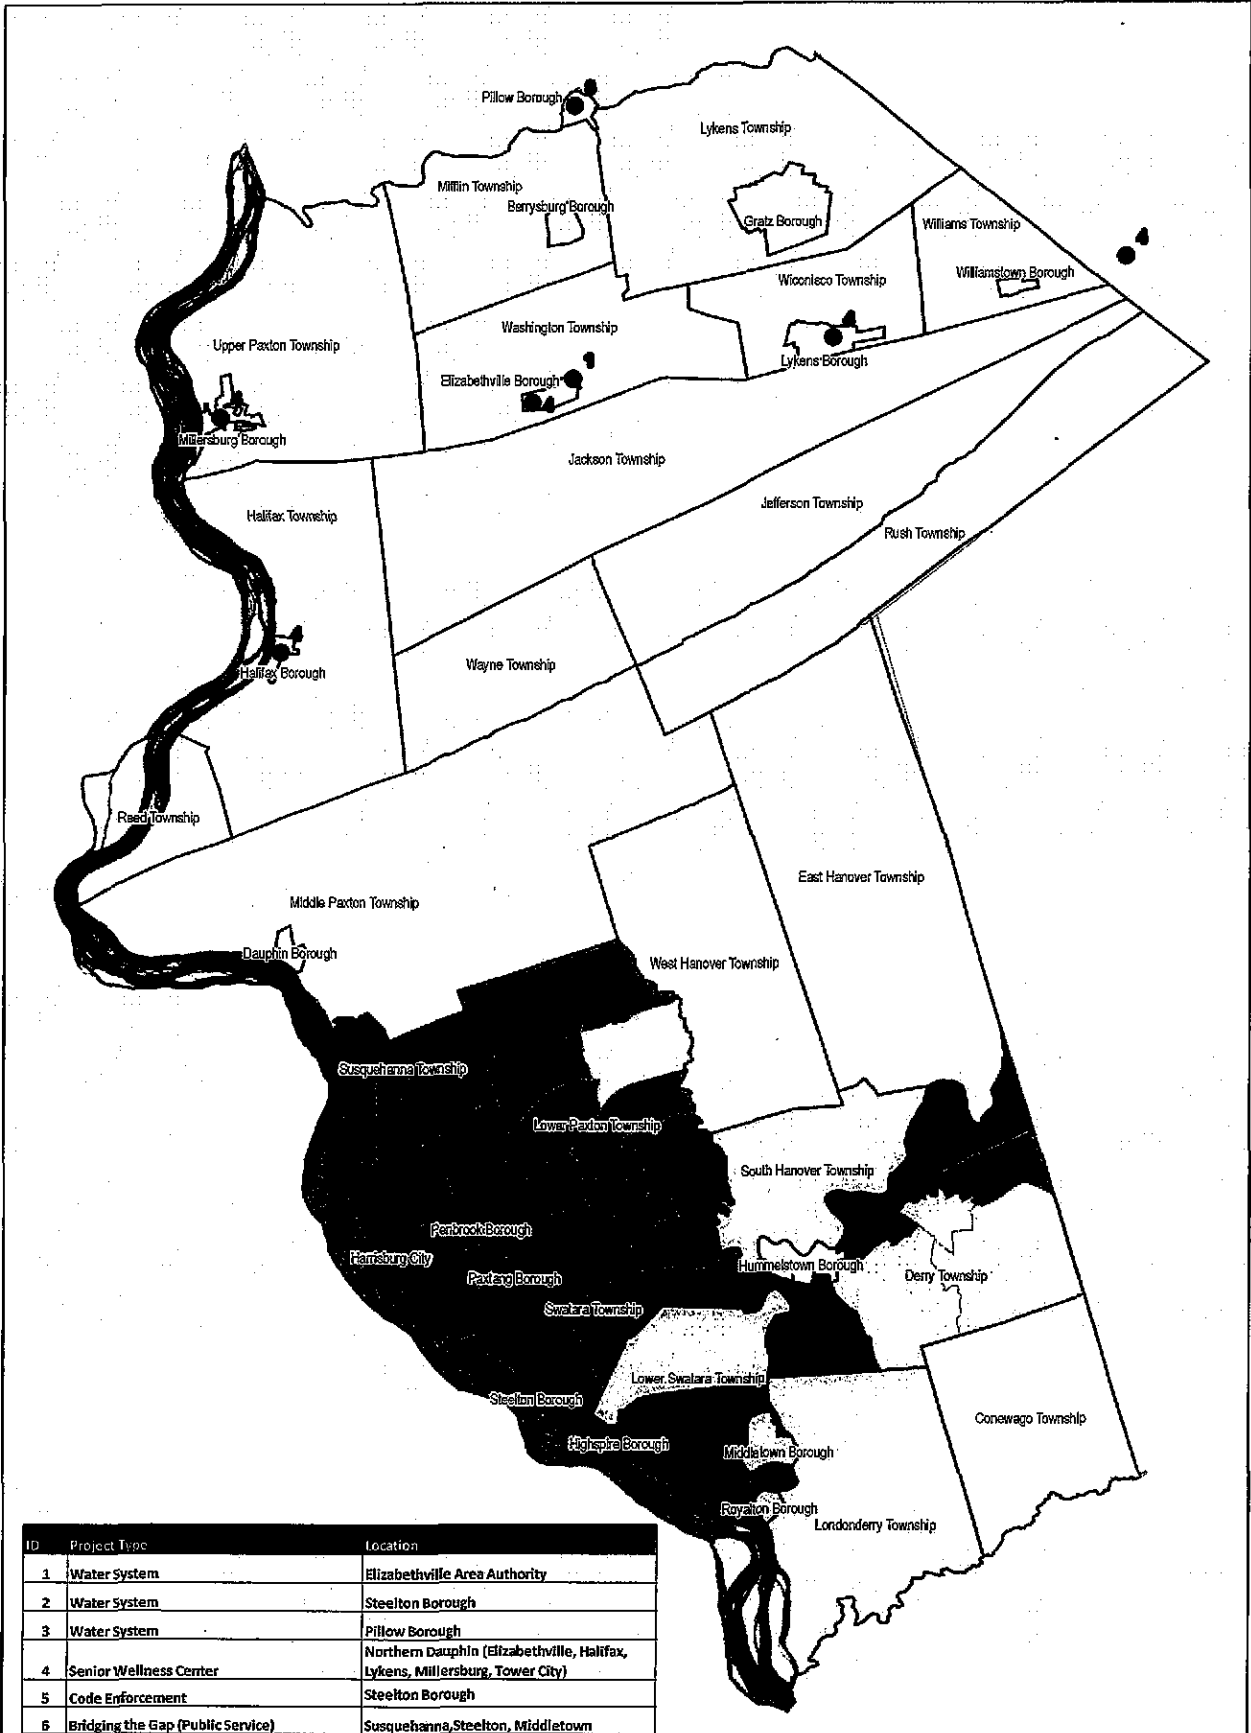 3
Pillow Borough
Lykens Township
Mifflin Township
Berrysburg Borough
Gratz Borough
Williams Township
4
Wiconisco Township
Williamstown Borough
Washington Township
4
Upper Paxton Township
Lykens Borough
1
Elizabethville Borough
4
Millersburg Borough
Jackson Township
Jefferson Township
Halifax Township
Rush Township
4
Wayne Township
Halifax Borough
Reed Township
East Hanover Township
Middle Paxton Township
Dauphin Borough
West Hanover Township
Susquehanna Township
Lower Paxton Township
South Hanover Township
Penbrook Borough
Harrisburg City
Hummelstown Borough
Paxtang Borough
Derry Township
Swatara Township
Lower Swatara Township
Steelton Borough
Conewago Township
Highspire Borough
Middletown Borough
Royalton Borough
Londonderry Township
ID Project Type Location
1 Water System Elizabethville Area Authority
2 Water System Steelton Borough
3 Water System Pillow Borough
4 Senior Wellness Center Northern Dauphin (Elizabethville, Halifax,
Lykens, Millersburg, Tower City)
5 Code Enforcement Steelton Borough
6 Bridging the Gap (Public Service) Susquehanna,Steelton, Middletown